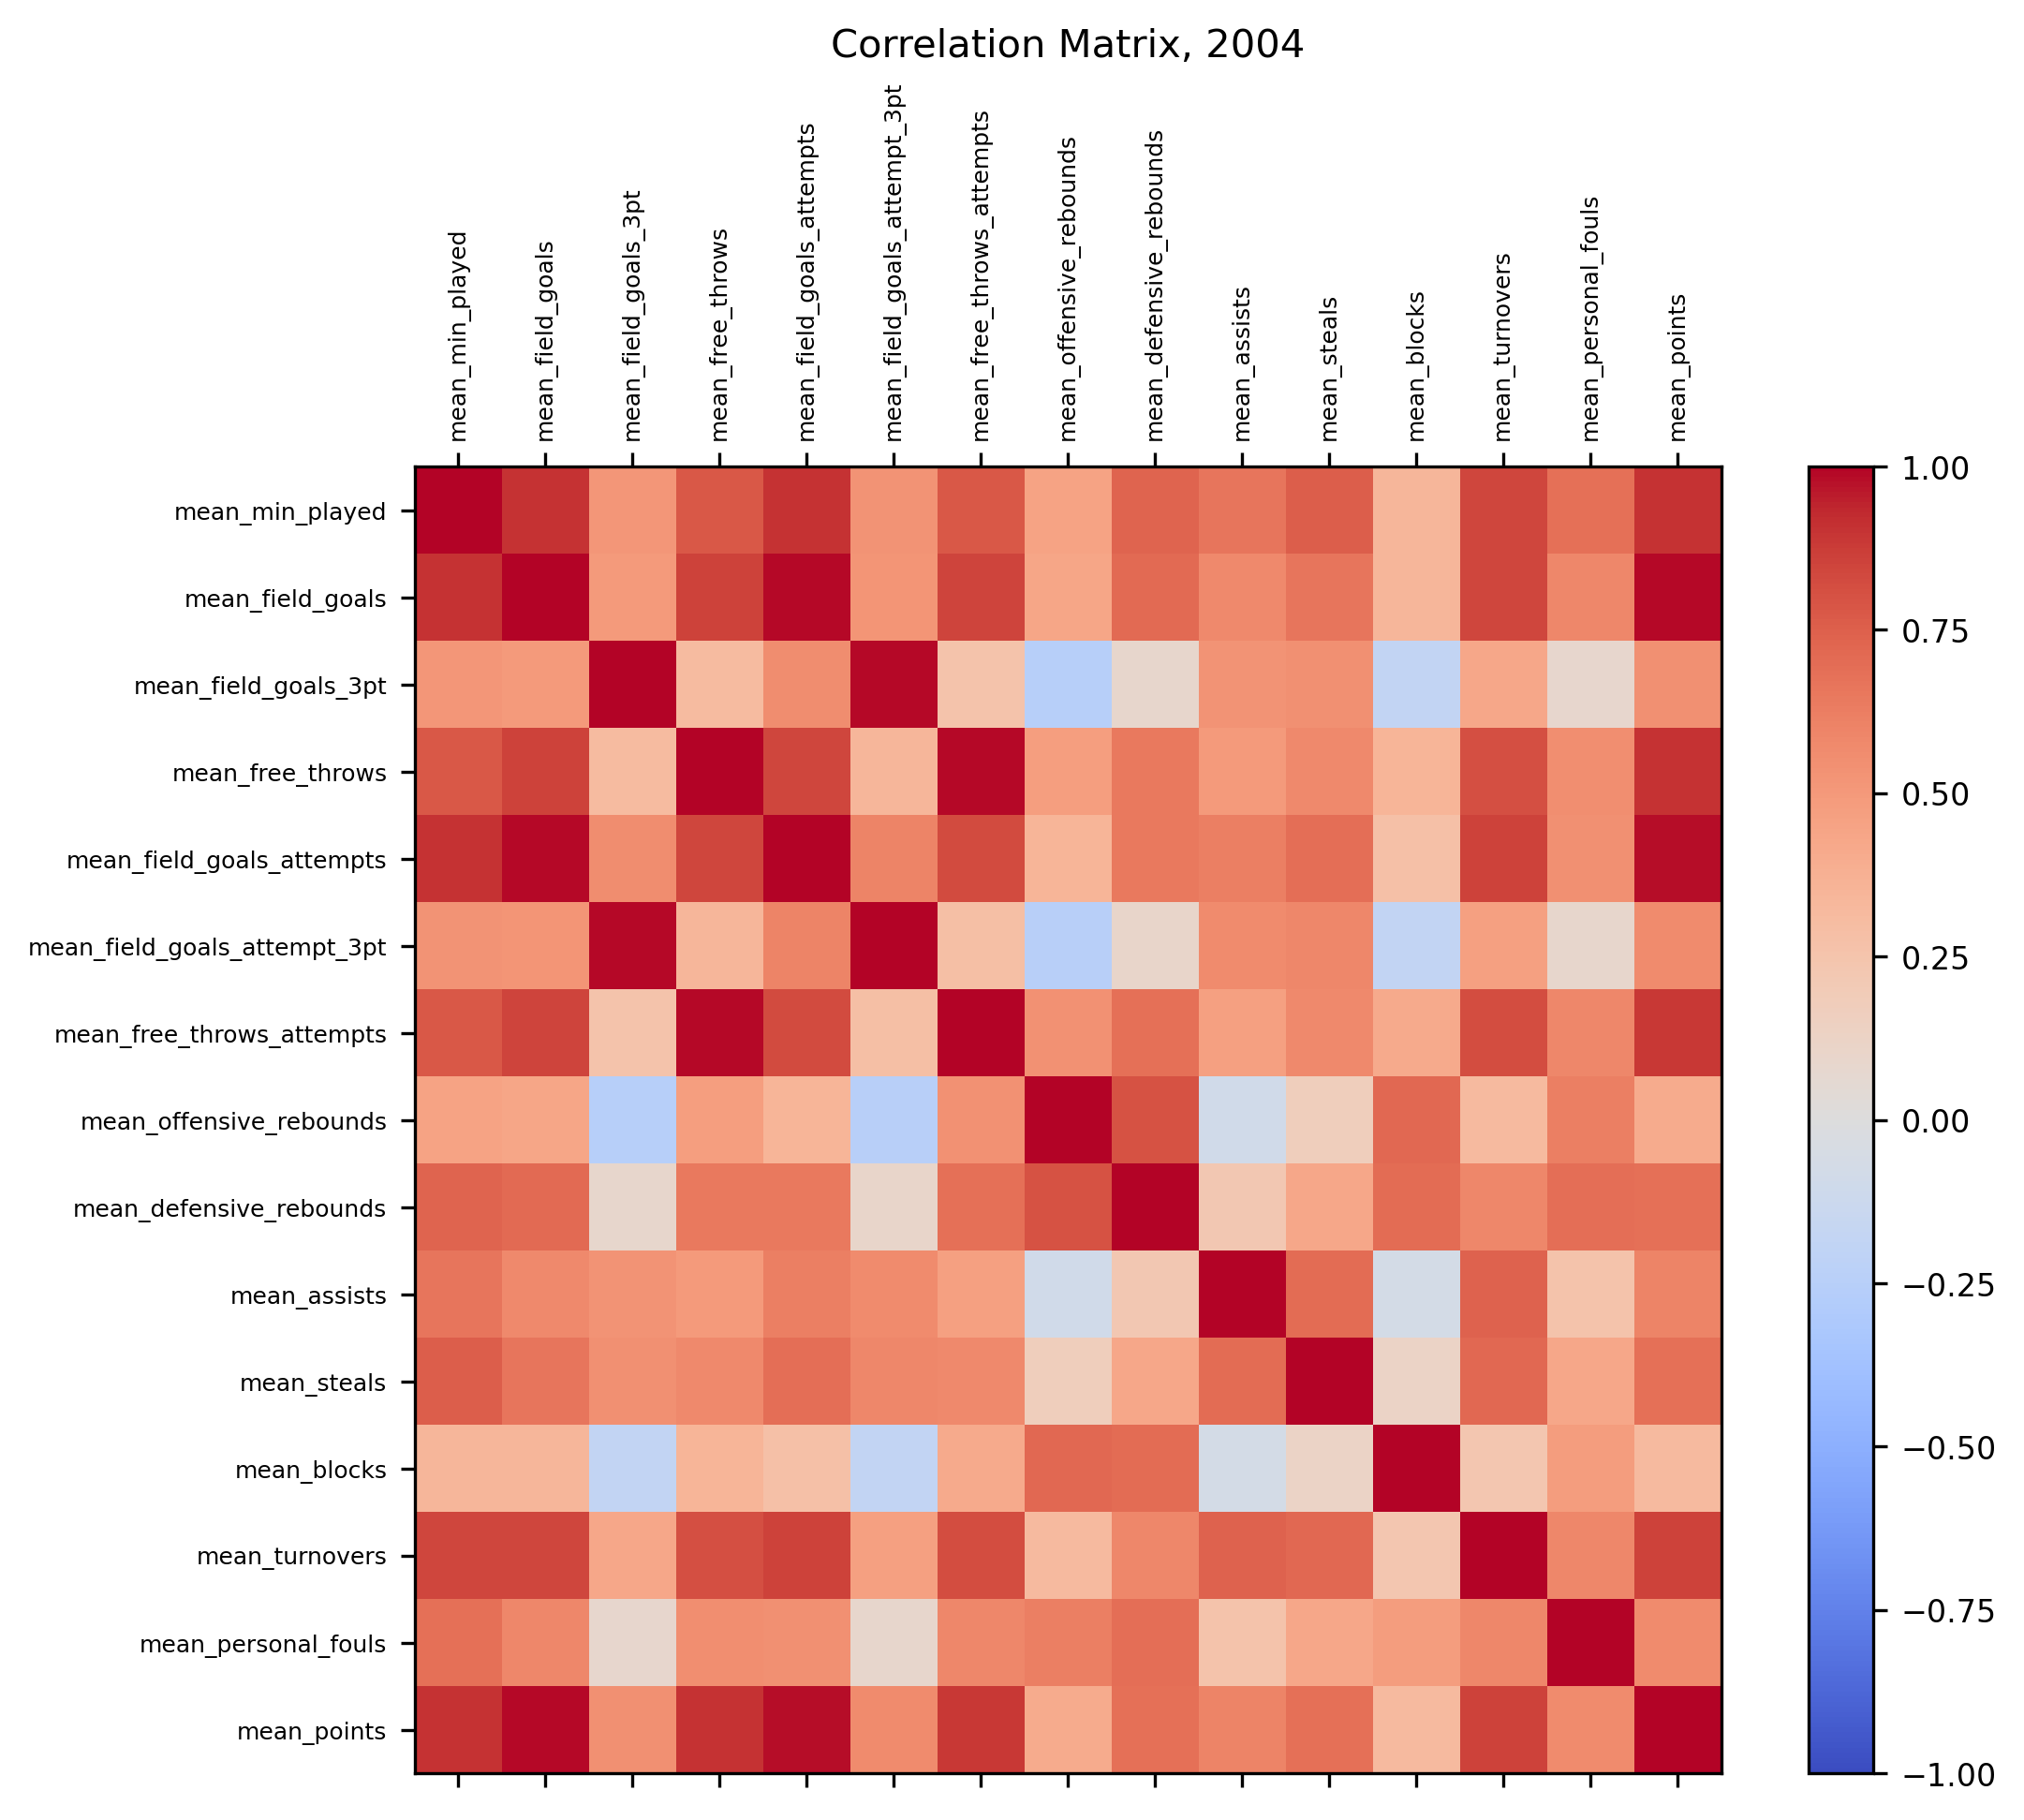 Correlation Matrix, 2004
mean_min_played
mean_field_goals
mean_field_goals_3pt
mean_free_throws
mean_field_goals_attempts
mean_field_goals_attempt_3pt
mean_free_throws_attempts
mean_offensive_rebounds
mean_defensive_rebounds
mean_assists
mean_steals
mean_blocks
mean_turnovers
mean_personal_fouls
mean_points
mean_min_played
mean_field_goals
mean_field_goals_3pt
mean_free_throws
mean_field_goals_attempts
mean_field_goals_attempt_3pt
mean_free_throws_attempts
mean_offensive_rebounds
mean_defensive_rebounds
mean_assists
mean_steals
mean_blocks
mean_turnovers
mean_personal_fouls
mean_points
1.00
0.75
0.50
0.25
0.00
−0.25
−0.50
−0.75
−1.00